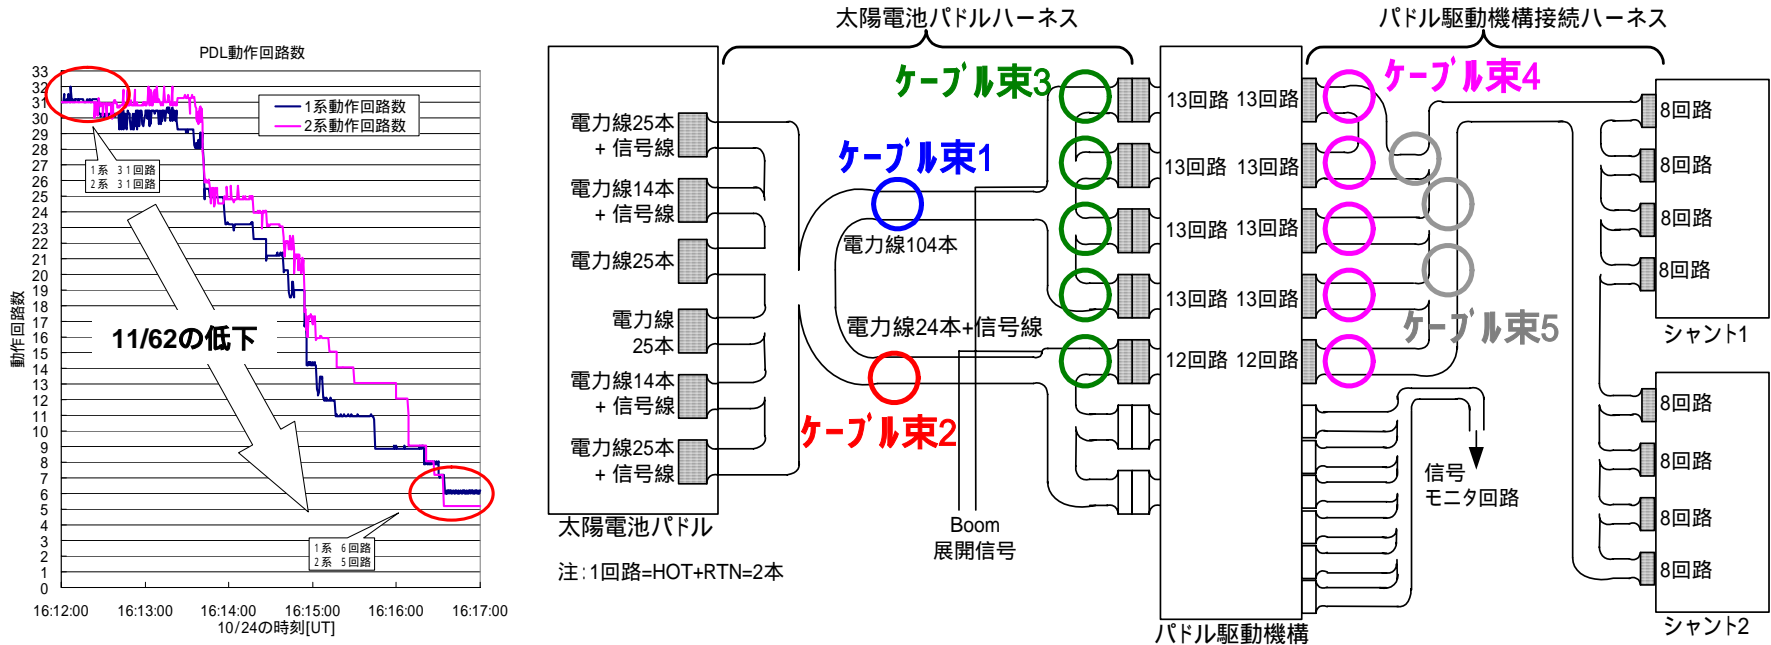 PDL動作回路数
33
32
31
30
29
28
27
26
25
24
23
22
21
20
19
18
17
16
15
14
13
12
11
10
9
8
7
6
5
4
3
2
1
0
動作回路数
1系動作回路数
2系動作回路数
1系 31回路
2系 31回路
11/62の低下
1系 6回路
2系 5回路
16:12:00 16:13:00 16:14:00 16:15:00 16:16:00 16:17:00
10/24の時刻[UT]
太陽電池パドルハーネス
パドル駆動機構接続ハーネス
電力線25本
+ 信号線
電力線14本
+ 信号線
電力線25本
電力線
25本
電力線14本
+ 信号線
電力線25本
+ 信号線
太陽電池パドル
注:1回路=HOT+RTN=2本
ケーブル束1
電力線104本
電力線24本+信号線
ケーブル束2
ケーブル束3
Boom
展開信号
13回路 13回路
13回路 13回路
13回路 13回路
13回路 13回路
12回路 12回路
パドル駆動機構
ケーブル束4
ケーブル束5
信号
モニタ回路
8回路
8回路
8回路
8回路
シャント1
8回路
8回路
8回路
8回路
シャント2